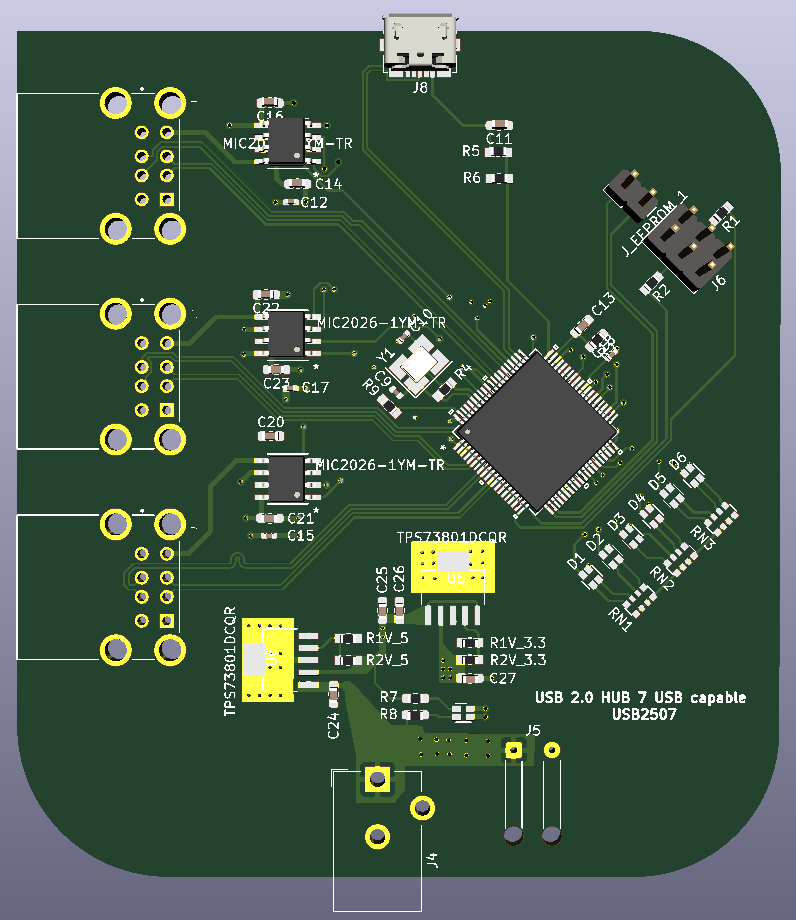 J8
C16
MIC20 YM-TR
C14
C12
C11
R5
R6
J_EEPROM_1
R1
J6
R2
C22
MIC2026-1YM-TR
C23
C17
C10
Y1
C9
R9
R4
C13
C20
MIC2026-1YM-TR
C21
C15
D6
D5
D4
D3
D2
D1
RN3
RN2
RN1
TPS73801DCQR
U5
C25
C26
TPS73801DCQR
R1V_5
R2V_5
C24
R1V_3.3
R2V_3.3
C27
R7
R8
USB 2.0 HUB 7 USB capable
USB2507
J5
J4